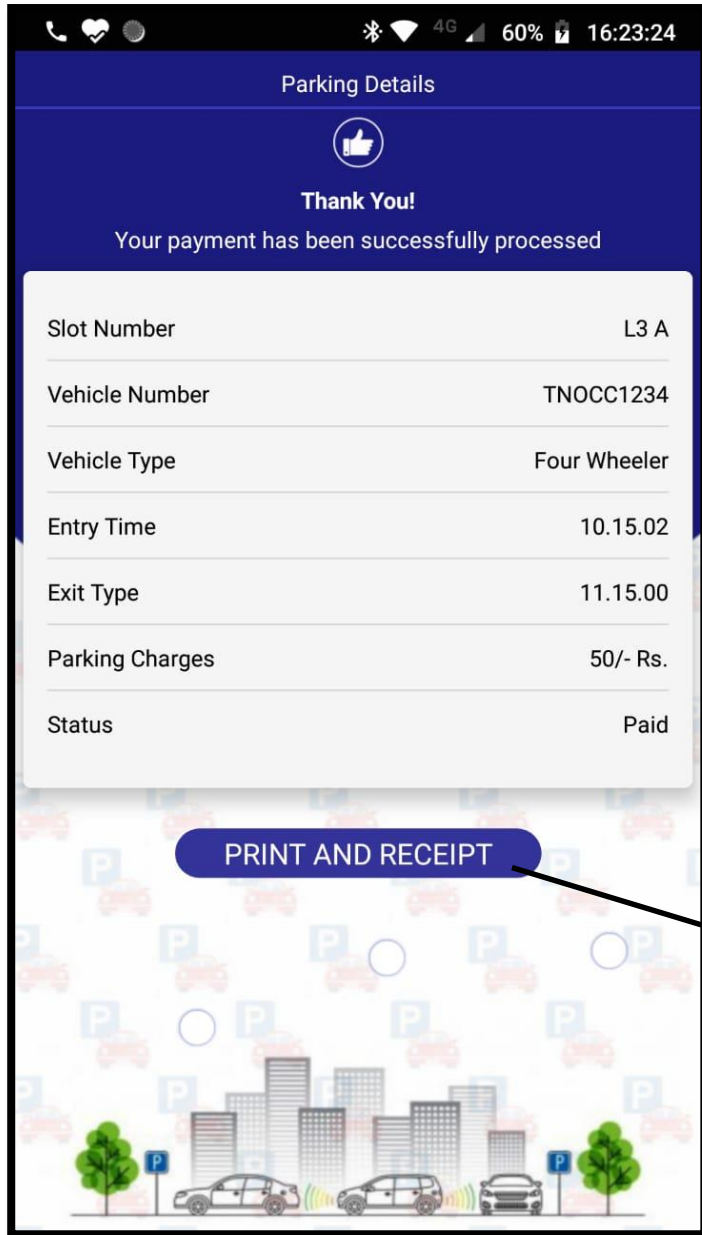 4G 60% 16:23:24
Parking Details
Thank You!
Your payment has been successfully processed
Slot Number L3 A
Vehicle Number TNOCC1234
Vehicle Type Four Wheeler
Entry Time 10.15.02
Exit Type 11.15.00
Parking Charges 50/- Rs.
Status Paid
PRINT AND RECEIPT
P P P P P
P
P P P P
P P P
P P P P P
P P